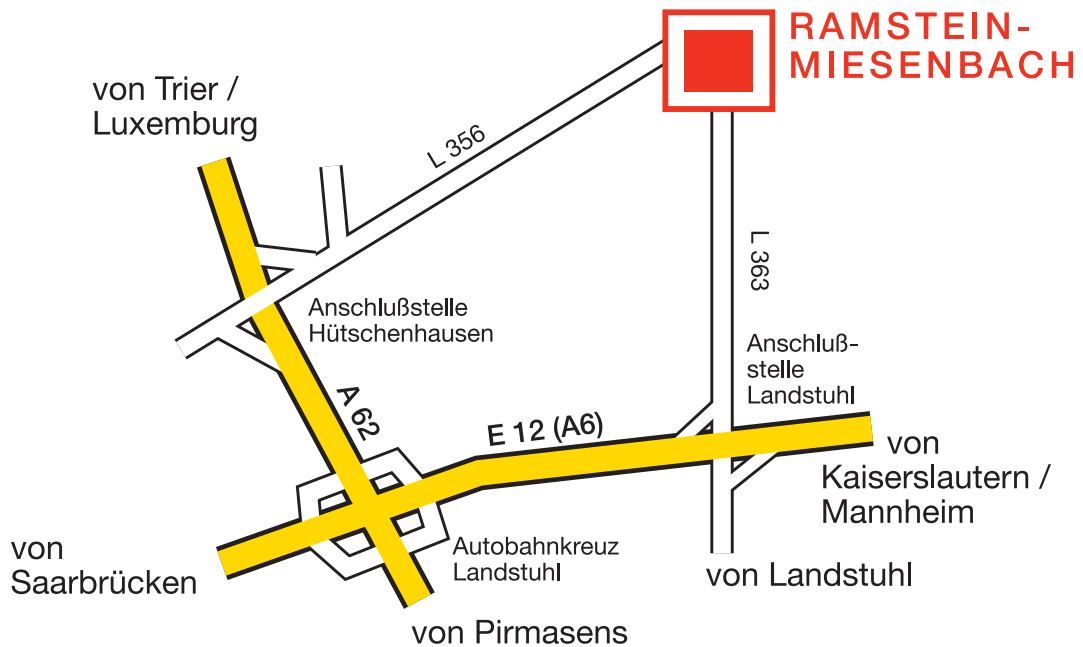 RAMSTEIN-
MIESENBACH
von Trier /
Luxemburg
L 356
L 363
Anschlußstelle
Hütschenhausen
Anschluß-
stelle
Landstuhl
A 62
E 12 (A6)
von
Kaiserslautern /
Mannheim
von
Saarbrücken
Autobahnkreuz
Landstuhl
von Landstuhl
von Pirmasens